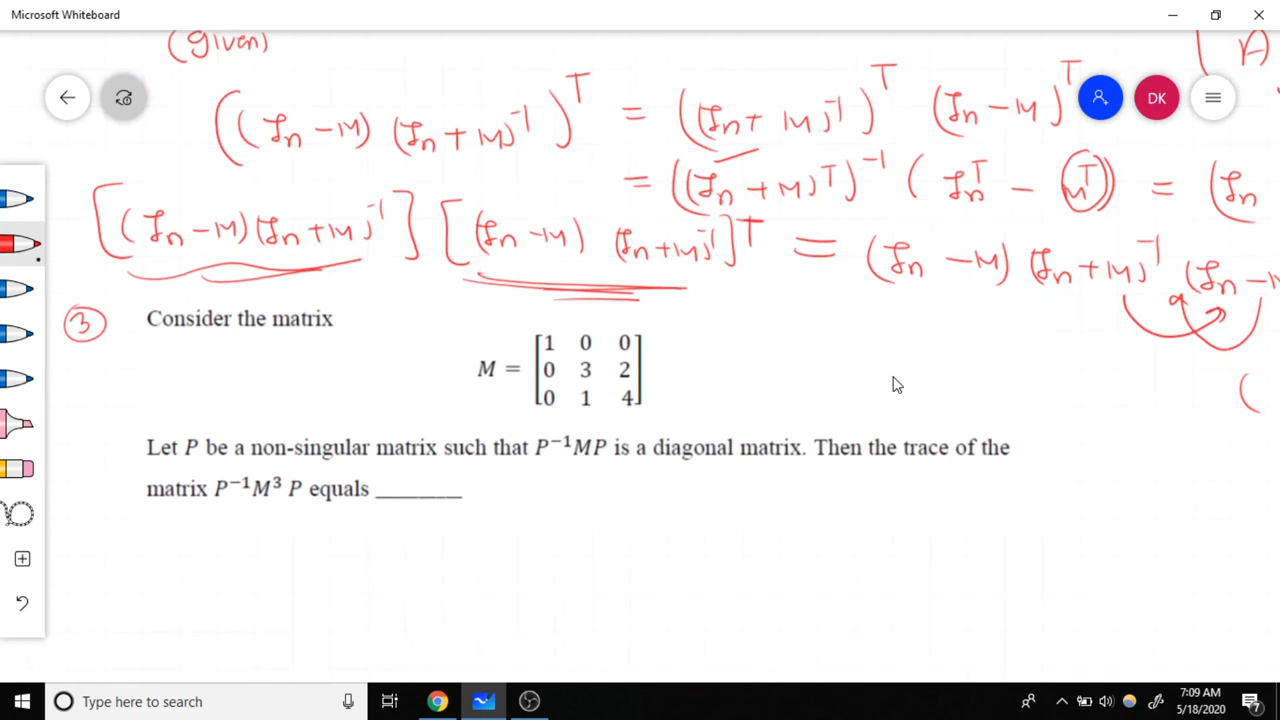 Microsoft Whiteboard
(given)
((In − M) (In + M)^-1)^T = ((In + M)^-1)^T (In − M)^T
DK
= ((In + M)^T)^-1 (In^T − M^T)) = (In
[(In − M)(In + M)^-1] [(In − M) (In + M)^-1]^T = (In − M) (In + M)^-1 (In −
③ Consider the matrix
M = [1 0 0
0 3 2
0 1 4]
Let P be a non-singular matrix such that P⁻¹MP is a diagonal matrix. Then the trace of the
matrix P⁻¹M³ P equals ________
Type here to search
7:09 AM
5/18/2020
7